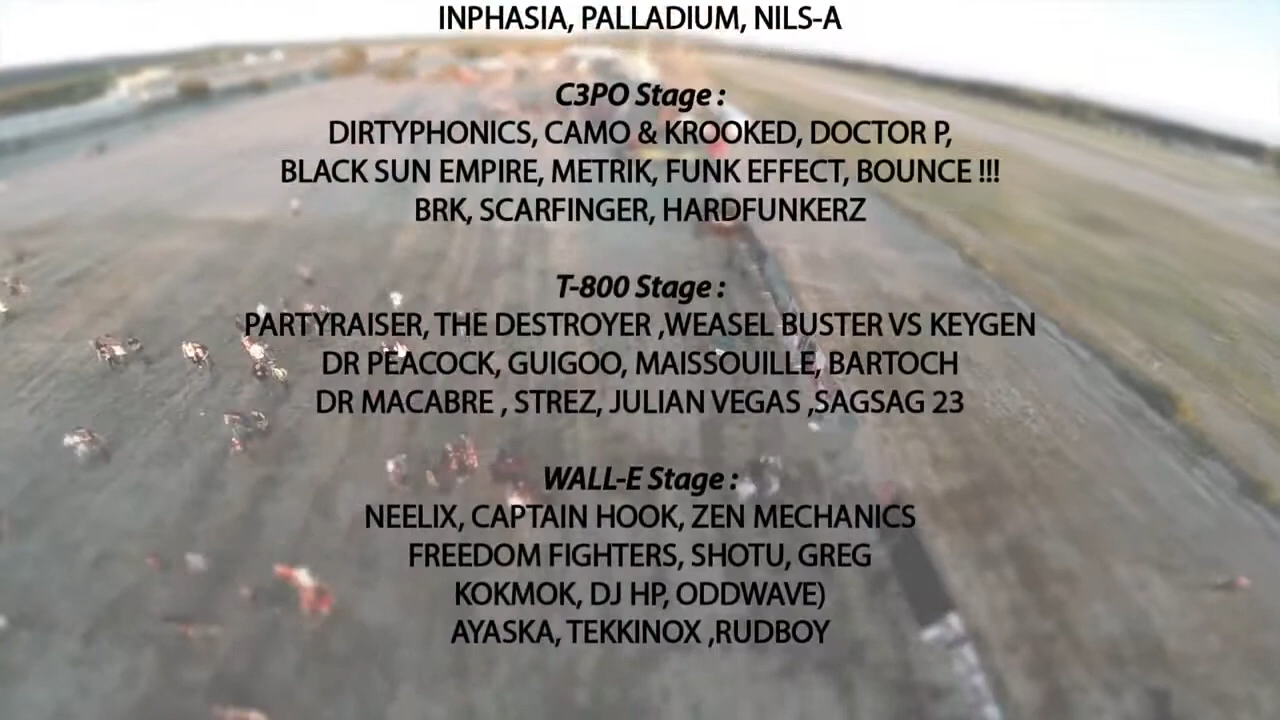 INPHASIA, PALLADIUM, NILS-A
C3PO Stage :
DIRTYPHONICS, CAMO & KROOKED, DOCTOR P,
BLACK SUN EMPIRE, METRIK, FUNK EFFECT, BOUNCE !!!
BRK, SCARFINGER, HARDFUNKERZ
T-800 Stage :
PARTYRAISER, THE DESTROYER ,WEASEL BUSTER VS KEYGEN
DR PEACOCK, GUIGOO, MAISSOUILLE, BARTOCH
DR MACABRE , STREZ, JULIAN VEGAS ,SAGSAG 23
WALL-E Stage :
NEELIX, CAPTAIN HOOK, ZEN MECHANICS
FREEDOM FIGHTERS, SHOTU, GREG
KOKMOK, DJ HP, ODDWAVE)
AYASKA, TEKKINOX ,RUDBOY